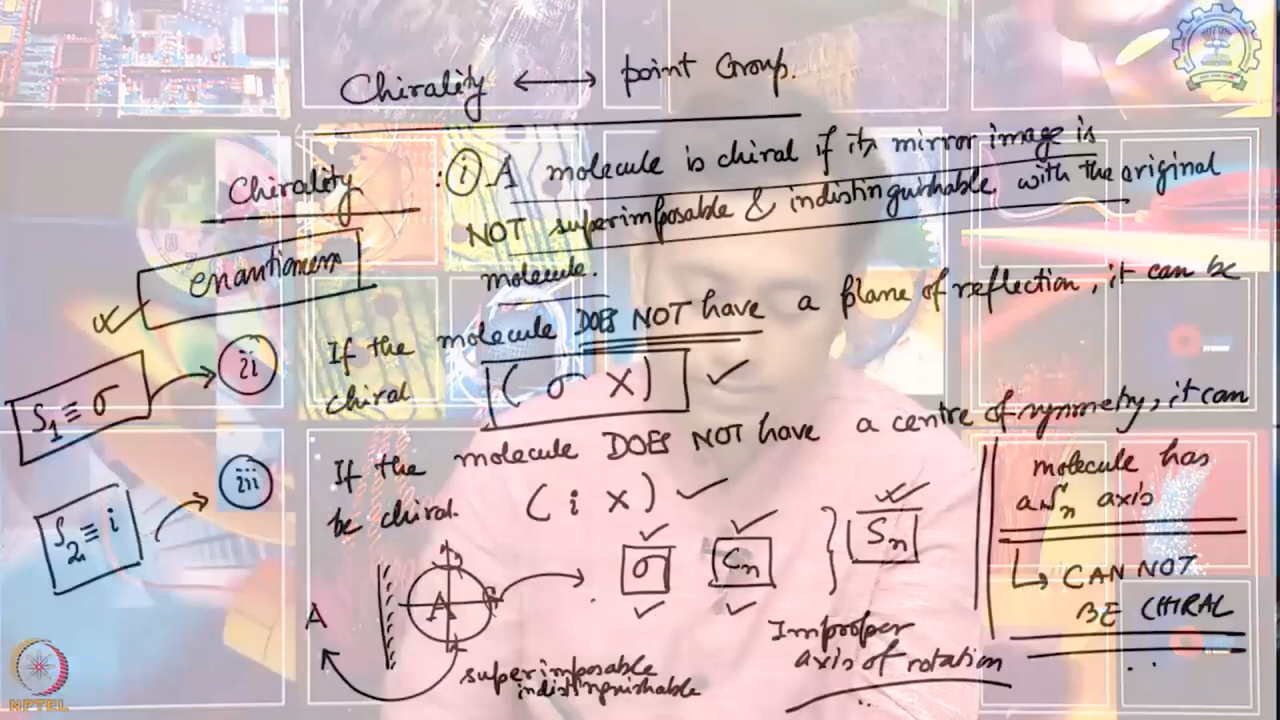 Chirality ⟷ point Group.
Chirality : (i) A molecule is chiral if its mirror image is
NOT superimposable & indistinguishable with the original
molecule.
enantiomers
(ii) If the molecule DOES NOT have a plane of reflection, it can be
chiral (σ X) ✓
S₁ ≡ σ
(iii) If the molecule DOES NOT have a centre of symmetry, it can
be chiral. (i X) ✓
S₂ ≡ i
molecule has
a Sn axis
CANNOT
BE CHIRAL
σ Cn } Sn
A A
superimposable
indistinguishable
Improper
axis of rotation
NPTEL